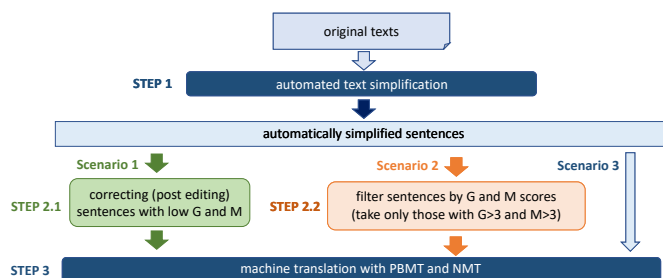 original texts
STEP 1
automated text simplification
automatically simplified sentences
Scenario 1
Scenario 2
Scenario 3
STEP 2.1
correcting (post editing)
sentences with low G and M
STEP 2.2
filter sentences by G and M scores
(take only those with G>3 and M>3)
STEP 3
machine translation with PBMT and NMT